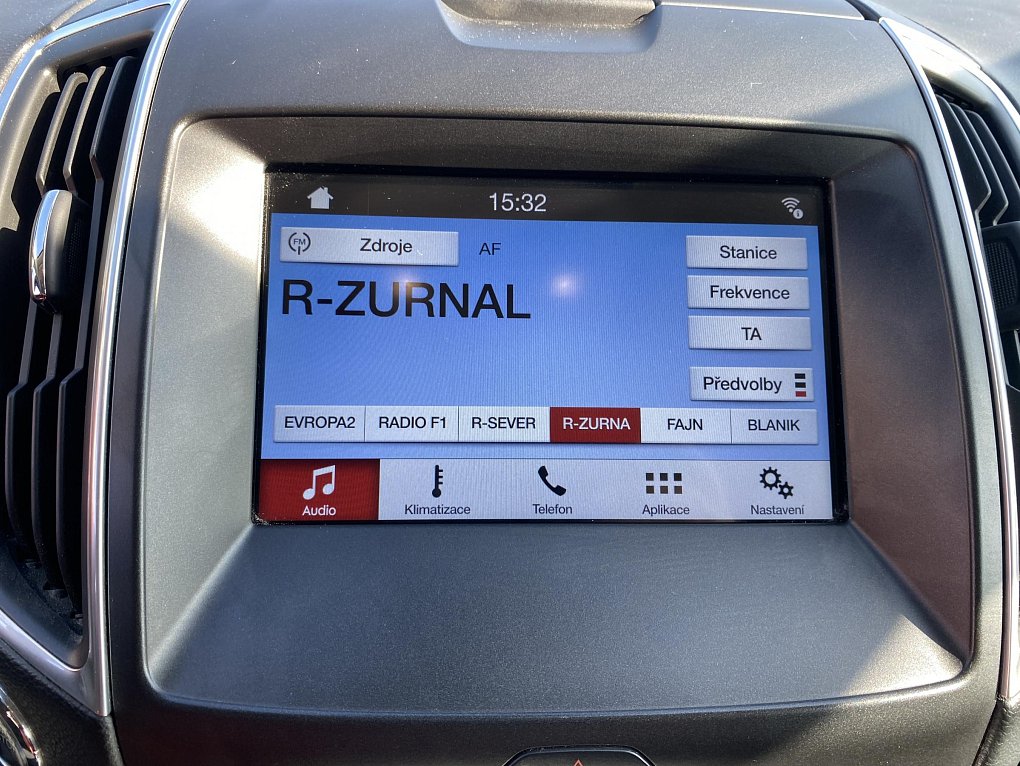 15:32
FM Zdroje AF Stanice
R-ZURNAL Frekvence
TA
Předvolby
EVROPA2 RADIO F1 R-SEVER R-ZURNA FAJN BLANIK
Audio Klimatizace Telefon Aplikace Nastavení